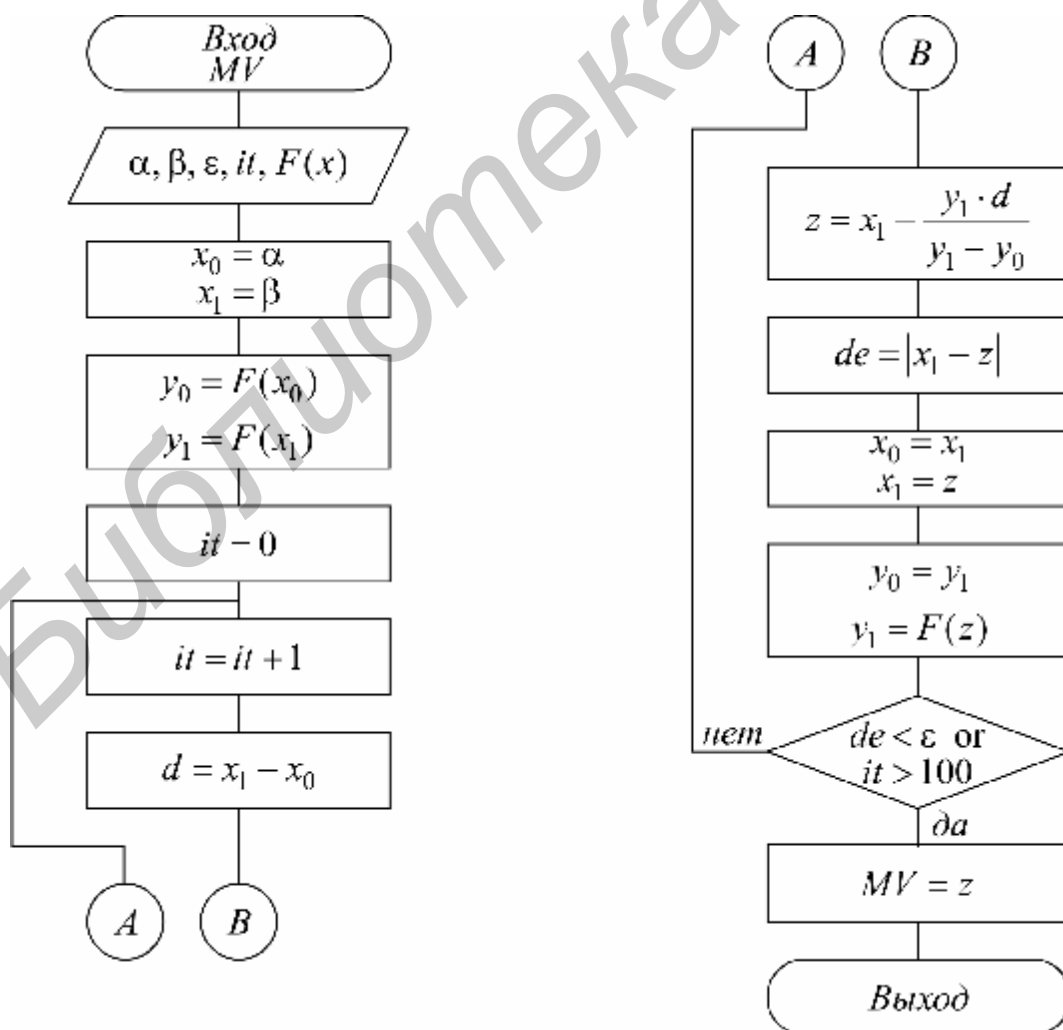 Вход
MV
α, β, ε, it, F(x)
x₀ = α
x₁ = β
y₀ = F(x₀)
y₁ = F(x₁)
it – 0
it = it + 1
d = x₁ – x₀
A
B
A
B
z = x₁ – y₁ · d / y₁ – y₀
de = |x₁ – z|
x₀ = x₁
x₁ = z
y₀ = y₁
y₁ = F(z)
нет
de < ε or
it > 100
да
MV = z
Выход
Библиотека